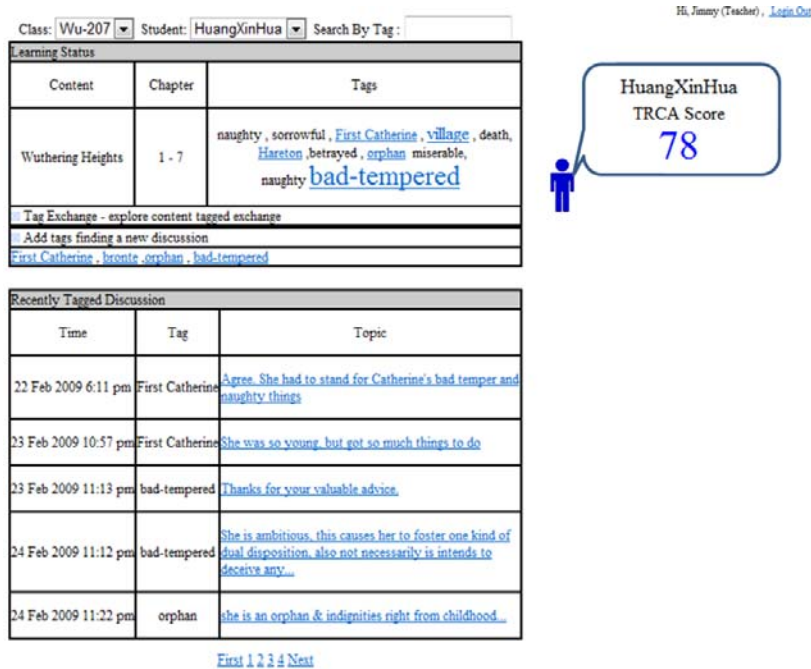 Hi, Jimmy (Teacher) , Login Out
Class: Wu-207 Student: HuangXinHua Search By Tag :
Learning Status
Content Chapter Tags
Wuthering Heights 1 - 7
naughty , sorrowful , First Catherine , village , death,
Hareton ,betrayed , orphan miserable,
naughty bad-tempered
Tag Exchange - explore content tagged exchange
Add tags finding a new discussion
First Catherine , bronte ,orphan , bad-tempered
HuangXinHua
TRCA Score
78
Recently Tagged Discussion
Time Tag Topic
22 Feb 2009 6:11 pm First Catherine Agree. She had to stand for Catherine's bad temper and
naughty things
23 Feb 2009 10:57 pm First Catherine She was so young, but got so much things to do
23 Feb 2009 11:13 pm bad-tempered Thanks for your valuable advice.
24 Feb 2009 11:12 pm bad-tempered She is ambitious, this causes her to foster one kind of
dual disposition, also not necessarily is intends to
deceive any...
24 Feb 2009 11:22 pm orphan she is an orphan & indignities right from childhood...
First 1 2 3 4 Next